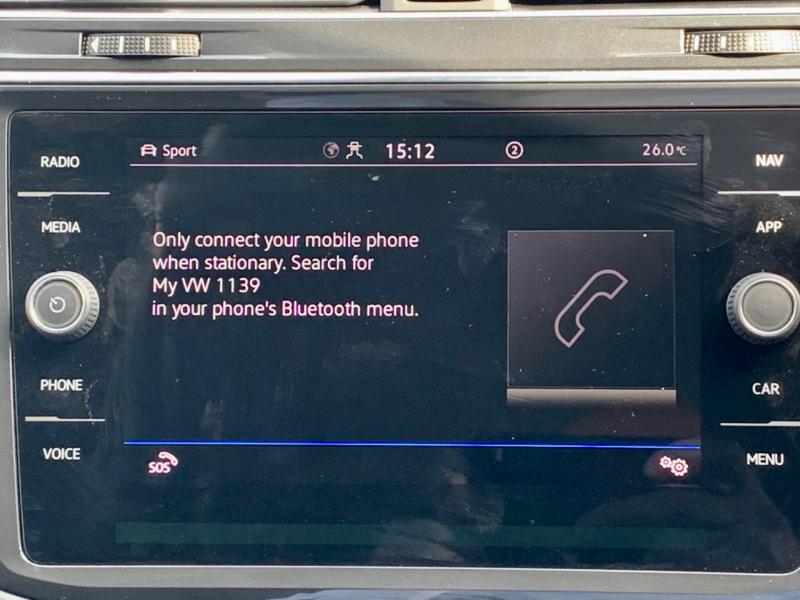 RADIO
MEDIA
PHONE
VOICE
Sport
15:12
2
26.0°C
Only connect your mobile phone
when stationary. Search for
My VW 1139
in your phone's Bluetooth menu.
SOS
NAV
APP
CAR
MENU